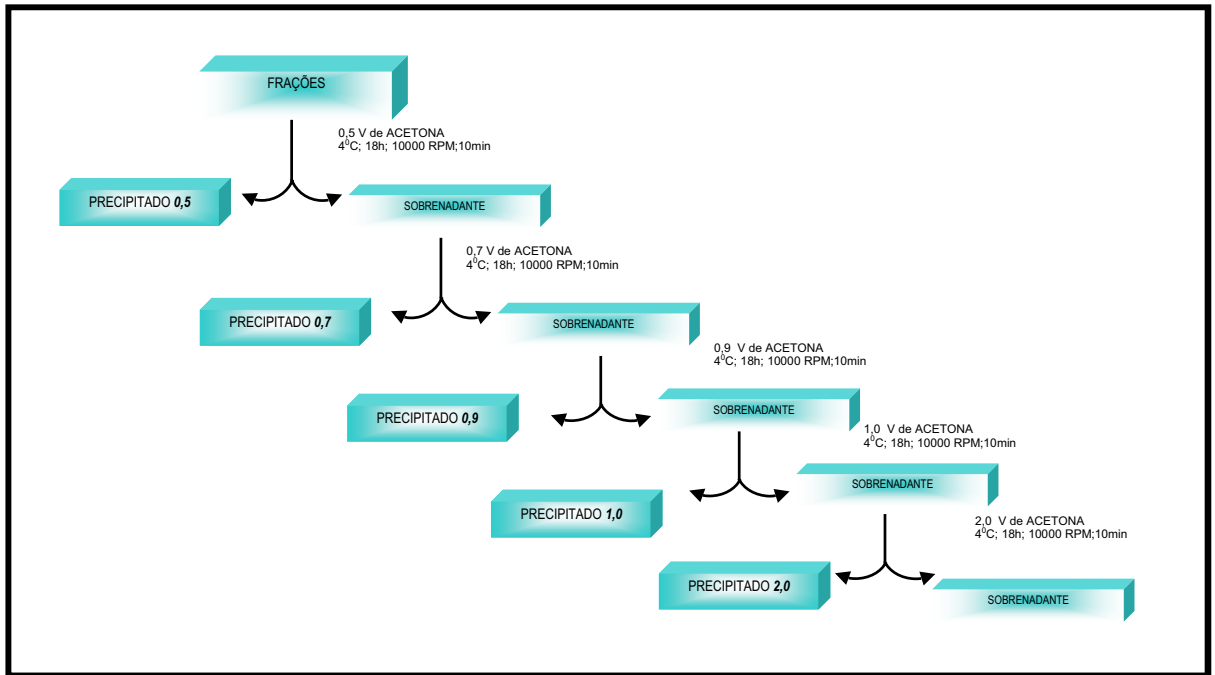 FRAÇÕES
0,5 V de ACETONA
4⁰C; 18h; 10000 RPM;10min
PRECIPITADO 0,5
SOBRENADANTE
0,7 V de ACETONA
4⁰C; 18h; 10000 RPM;10min
PRECIPITADO 0,7
SOBRENADANTE
0,9 V de ACETONA
4⁰C; 18h; 10000 RPM;10min
PRECIPITADO 0,9
SOBRENADANTE
1,0 V de ACETONA
4⁰C; 18h; 10000 RPM;10min
PRECIPITADO 1,0
SOBRENADANTE
2,0 V de ACETONA
4⁰C; 18h; 10000 RPM;10min
PRECIPITADO 2,0
SOBRENADANTE